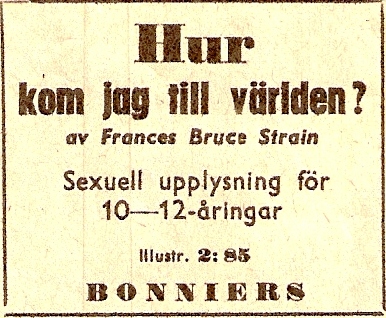 Hur
kom jag till världen?
av Frances Bruce Strain
Sexuell upplysning för
10—12-åringar
Illustr. 2:85
BONNIERS